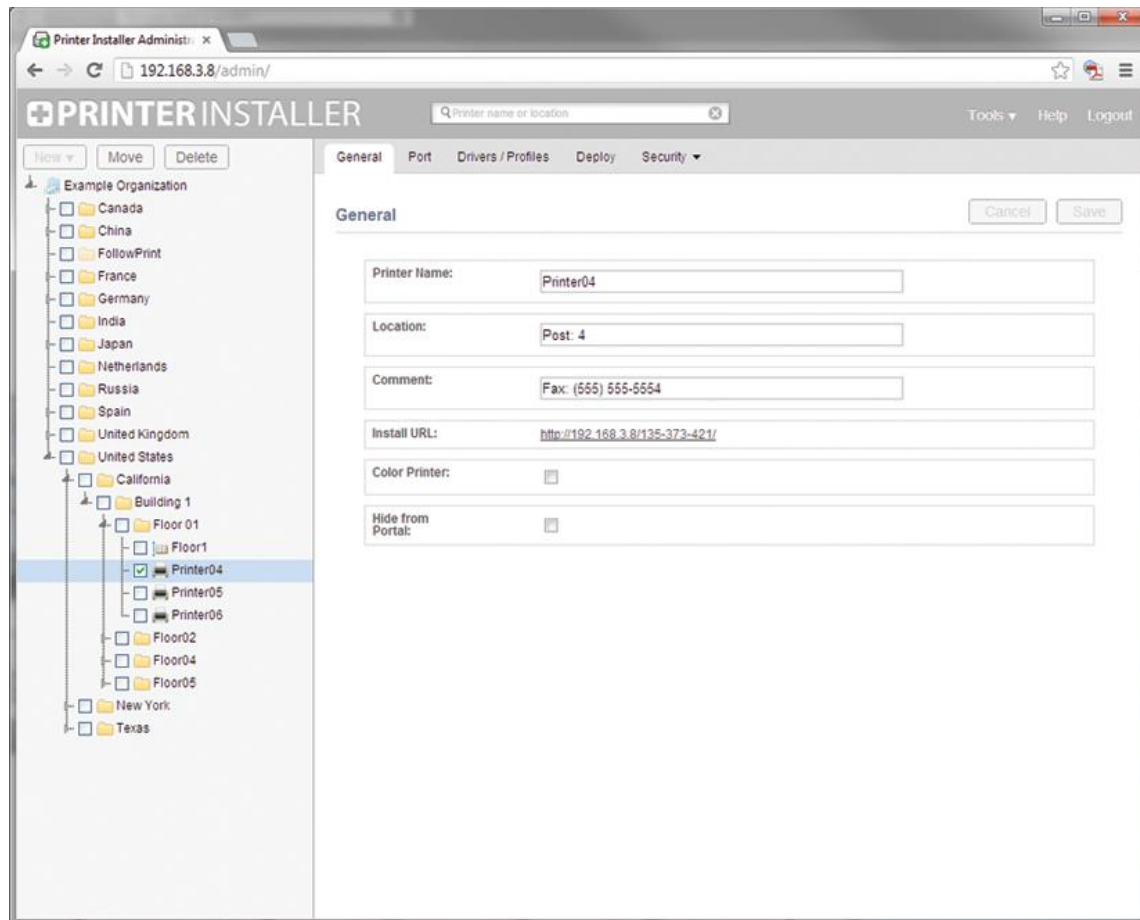 Printer Installer Administr
192.168.3.8/admin/
PRINTER INSTALLER
Printer name or location
Tools
Help
Logout
New
Move
Delete
General
Port
Drivers / Profiles
Deploy
Security
Example Organization
Canada
China
FollowPrint
France
Germany
India
Japan
Netherlands
Russia
Spain
United Kingdom
United States
California
Building 1
Floor 01
Floor1
Printer04
Printer05
Printer06
Floor02
Floor04
Floor05
New York
Texas
General
Cancel
Save
Printer Name:
Printer04
Location:
Post: 4
Comment:
Fax: (555) 555-5554
Install URL:
http://192.168.3.8/135-373-421/
Color Printer:
Hide from
Portal: